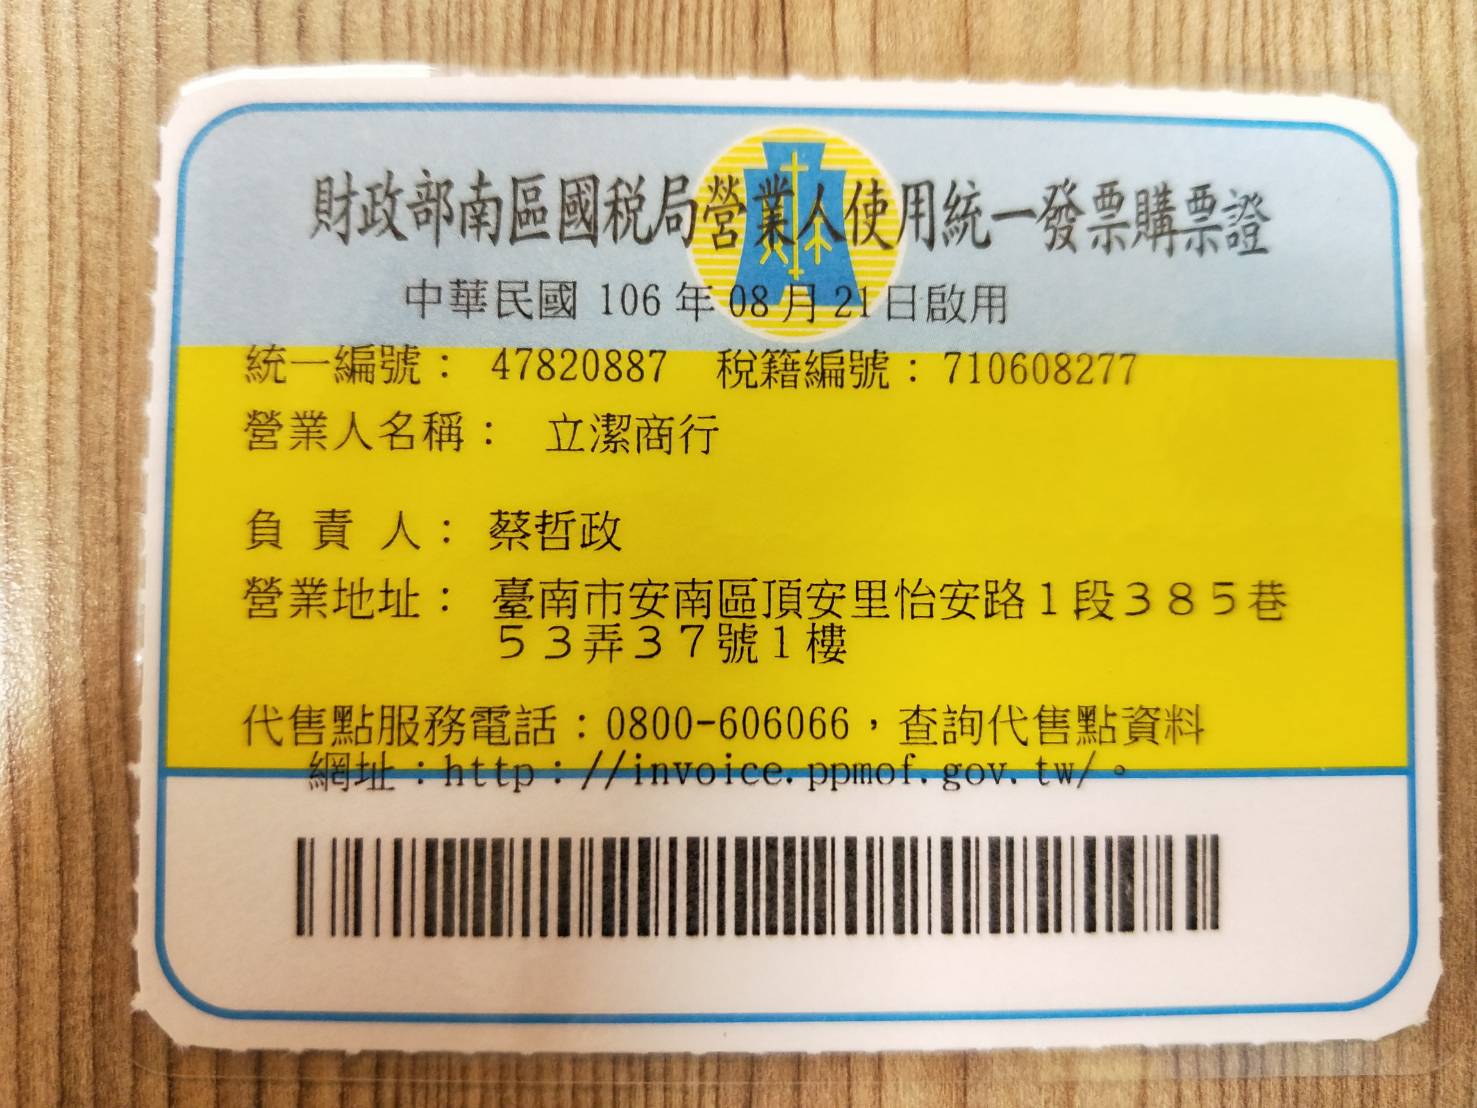 財政部南區國稅局營業人使用統一發票購票證
中華民國 106 年 08 月 21 日啟用
統一編號： 47820887 稅籍編號：710608277
營業人名稱： 立潔商行
負 責 人： 蔡哲政
營業地址： 臺南市安南區頂安里怡安路１段３８５巷
５３弄３７號１樓
代售點服務電話：0800-606066，查詢代售點資料
網址：http：//invoice.ppmof.gov.tw/。